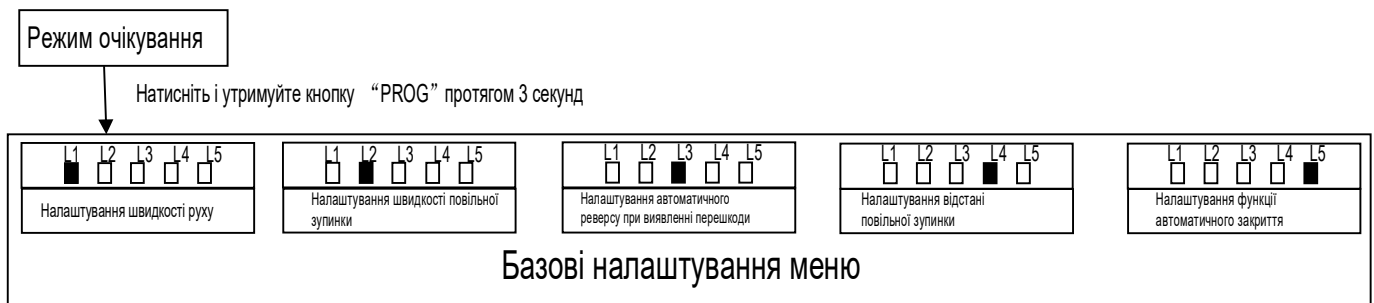 Режим очікування
Натисніть і утримуйте кнопку “PROG” протягом 3 секунд
L1 L2 L3 L4 L5
Налаштування швидкості руху
L1 L2 L3 L4 L5
Налаштування швидкості повільної
зупинки
L1 L2 L3 L4 L5
Налаштування автоматичного
реверсу при виявленні перешкоди
L1 L2 L3 L4 L5
Налаштування відстані
повільної зупинки
L1 L2 L3 L4 L5
Налаштування функції
автоматичного закриття
Базові налаштування меню